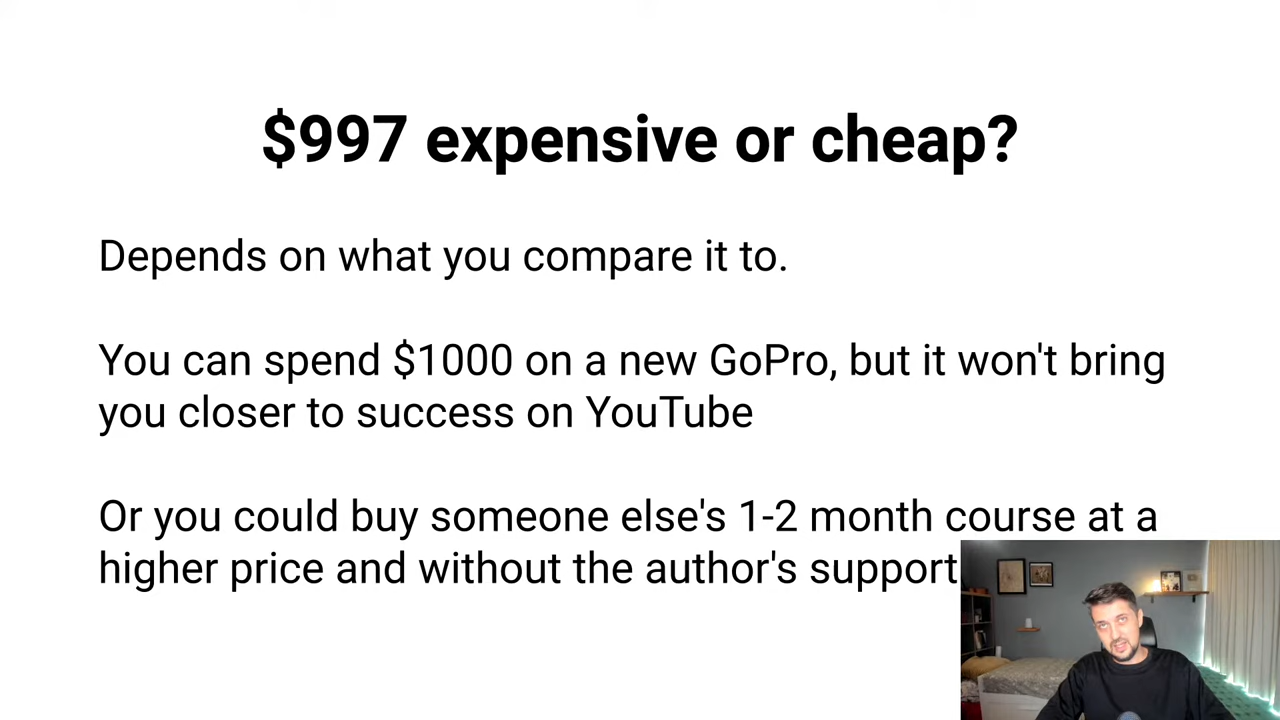 $997 expensive or cheap?
Depends on what you compare it to.
You can spend $1000 on a new GoPro, but it won't bring
you closer to success on YouTube
Or you could buy someone else's 1-2 month course at a
higher price and without the author's support